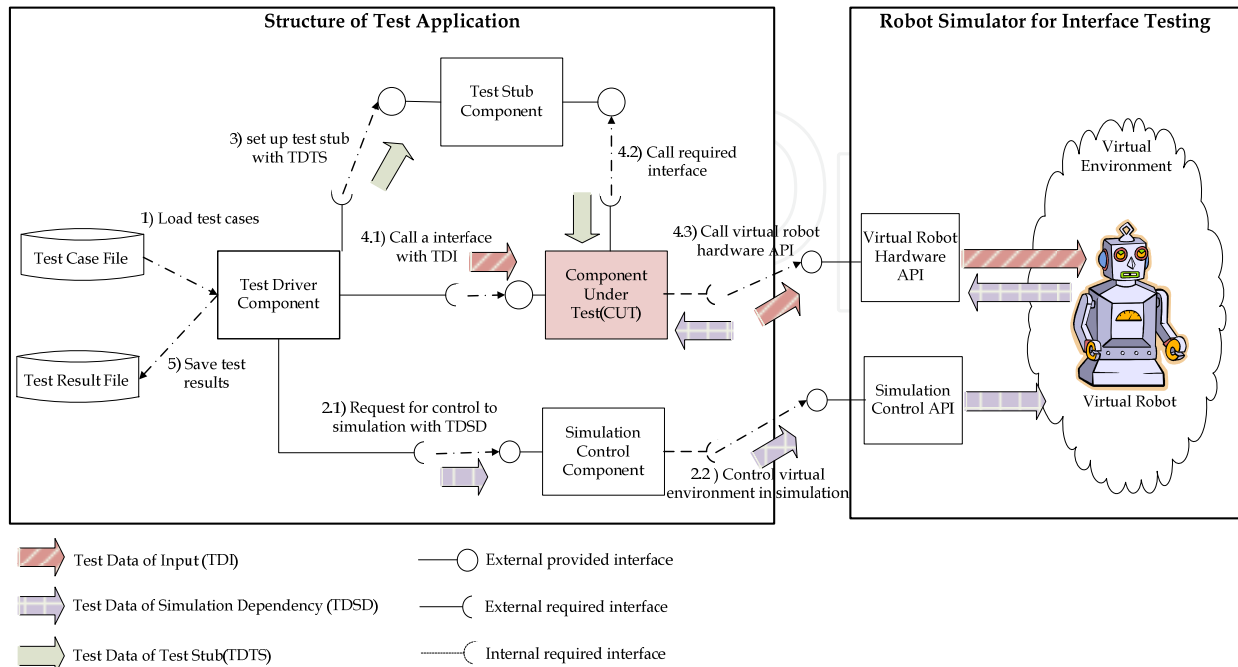 Structure of Test Application
Robot Simulator for Interface Testing
Test Stub
Component
3) set up test stub
with TDTS
4.2) Call required
interface
Virtual
Environment
1) Load test cases
Test Case File
4.1) Call a interface
with TDI
4.3) Call virtual robot
hardware API
Virtual Robot
Hardware
API
Test Driver
Component
Component
Under
Test(CUT)
5) Save test
results
Test Result File
2.1) Request for control to
simulation with TDSD
Simulation
Control
Component
Simulation
Control API
Virtual Robot
2.2 ) Control virtual
environment in simulation
Test Data of Input (TDI)
External provided interface
Test Data of Simulation Dependency (TDSD)
External required interface
Test Data of Test Stub(TDTS)
Internal required interface